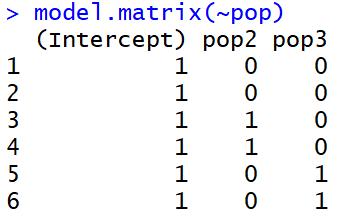 > model.matrix(~pop)
(Intercept) pop2 pop3
1 1 0 0
2 1 0 0
3 1 1 0
4 1 1 0
5 1 0 1
6 1 0 1